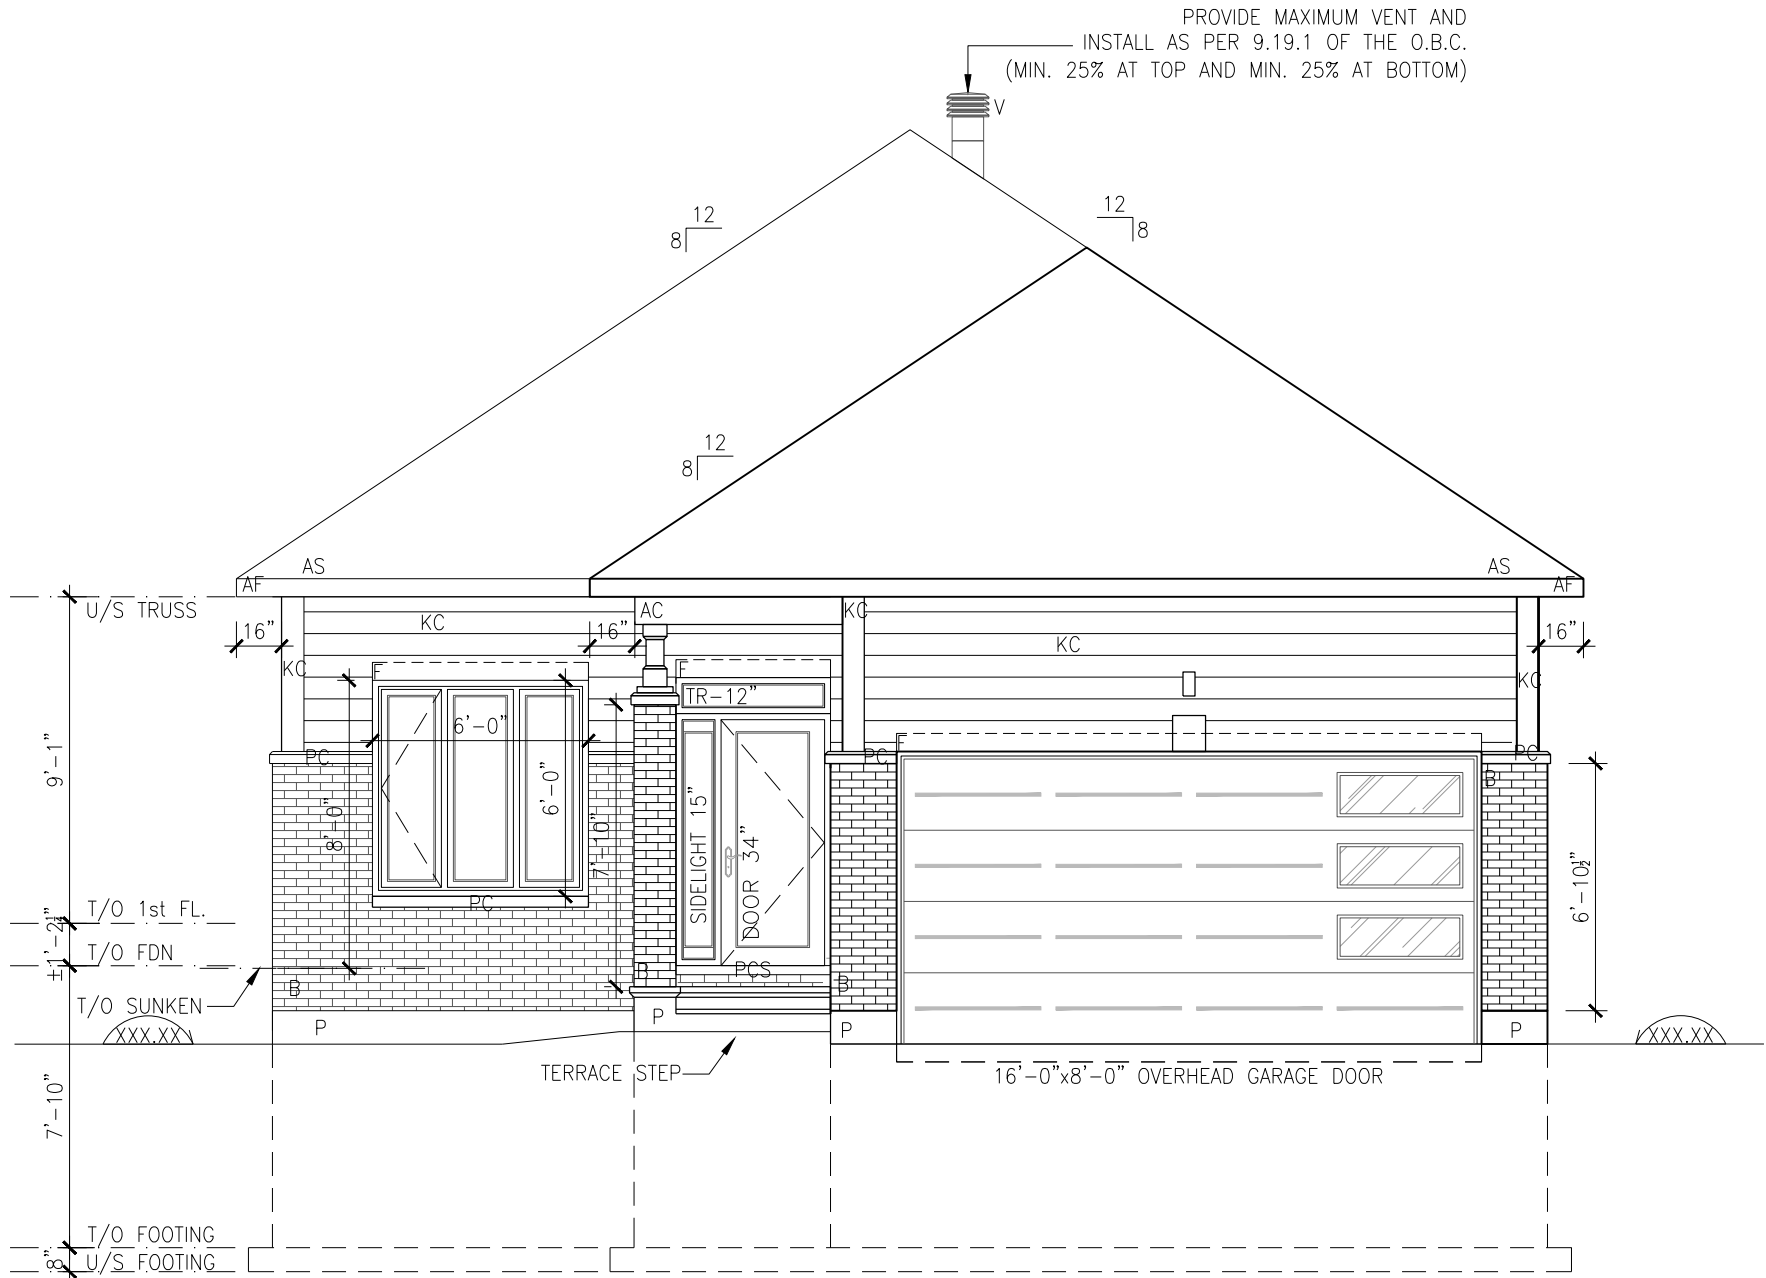 PROVIDE MAXIMUM VENT AND
INSTALL AS PER 9.19.1 OF THE O.B.C.
(MIN. 25% AT TOP AND MIN. 25% AT BOTTOM)
V
12
8
12
8
12
8
AS
AS
AF
AF
U/S TRUSS
AC
KC
KC
KC
16”
16”
16”
KC
KC
F
F
TR-12”
6’-0”
F
PC
PC
PC
B
9’-1”
8’-0”
6’-0”
7’-10”
SIDELIGHT 15”
DOOR 34”
6’-10½”
PC
T/O 1st FL.
±1’-2½”
T/O FDN
B
PCS
B
B
T/O SUNKEN
P
P
P
P
XXX.XX
XXX.XX
TERRACE STEP
16’-0”x8’-0” OVERHEAD GARAGE DOOR
7’-10”
T/O FOOTING
8”
U/S FOOTING